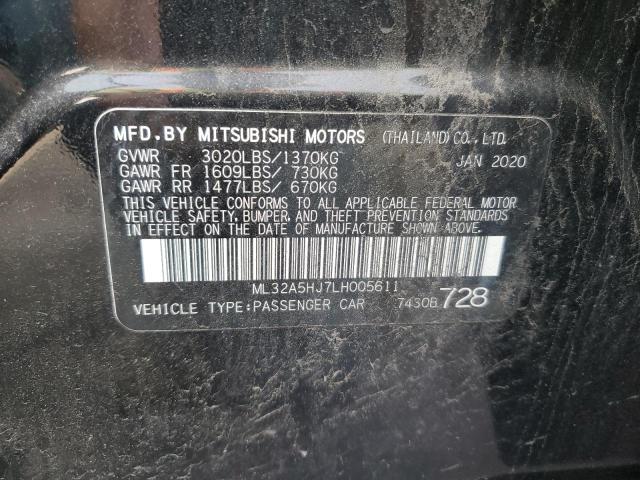 MFD.BY MITSUBISHI MOTORS (THAILAND) CO., LTD.
GVWR 3020LBS/1370KG JAN 2020
GAWR FR 1609LBS/ 730KG
GAWR RR 1477LBS/ 670KG
THIS VEHICLE CONFORMS TO ALL APPLICABLE FEDERAL MOTOR
VEHICLE SAFETY, BUMPER, AND THEFT PREVENTION STANDARDS
IN EFFECT ON THE DATE OF MANUFACTURE SHOWN ABOVE.
ML32A5HJ7LH005611
VEHICLE TYPE:PASSENGER CAR 7430B 728